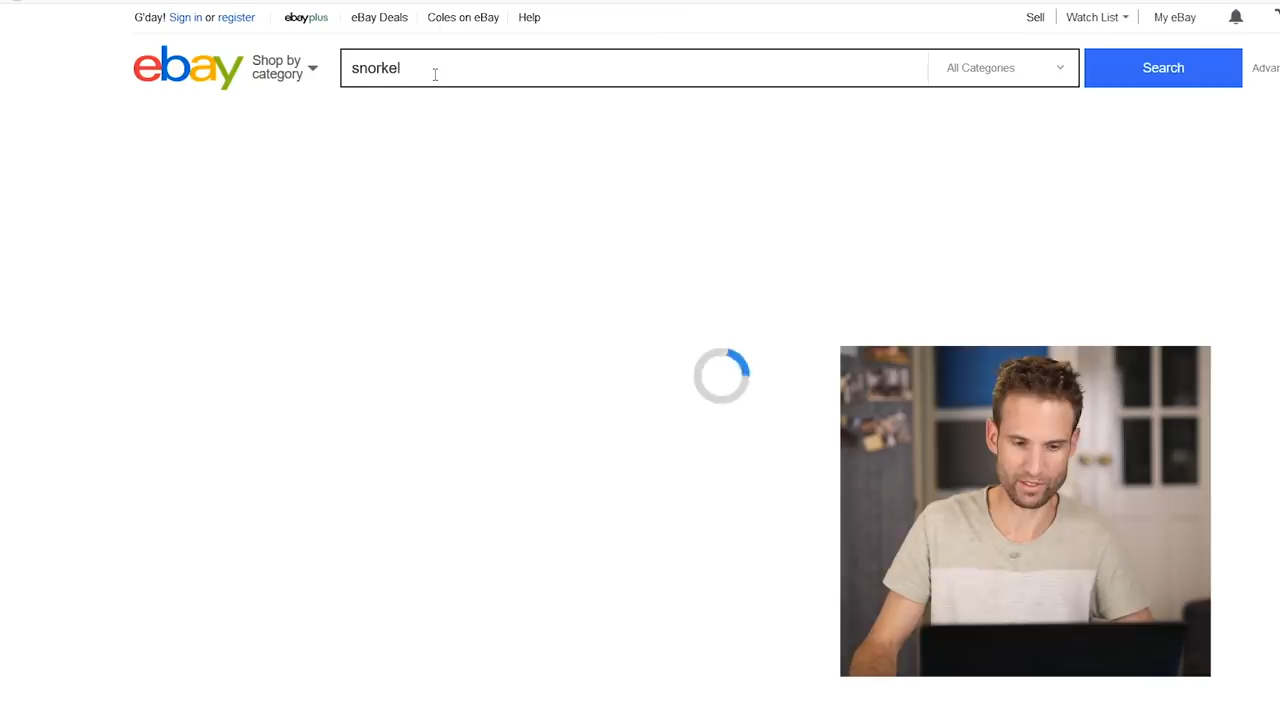 G'day! Sign in or register ebayplus eBay Deals Coles on eBay Help Sell Watch List My eBay
ebay Shop by category snorkel All Categories Search